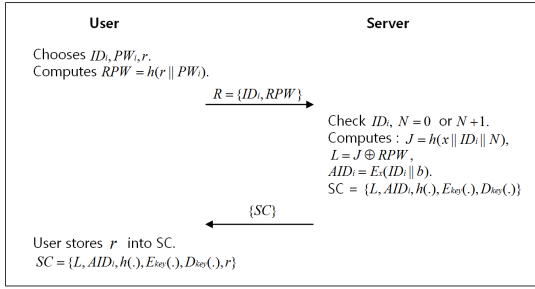 User Server
Chooses IDi, PWi, r.
Computes RPW = h(r || PWi).
R = {IDi, RPW}
Check IDi, N = 0 or N +1.
Computes : J = h(x || IDi || N),
L = J ⊕ RPW,
AIDi = Ex(IDi || b).
SC = {L, AIDi, h(.), Ekey(.), Dkey(.)}
{SC}
User stores r into SC.
SC = {L, AIDi, h(.), Ekey(.), Dkey(.), r}